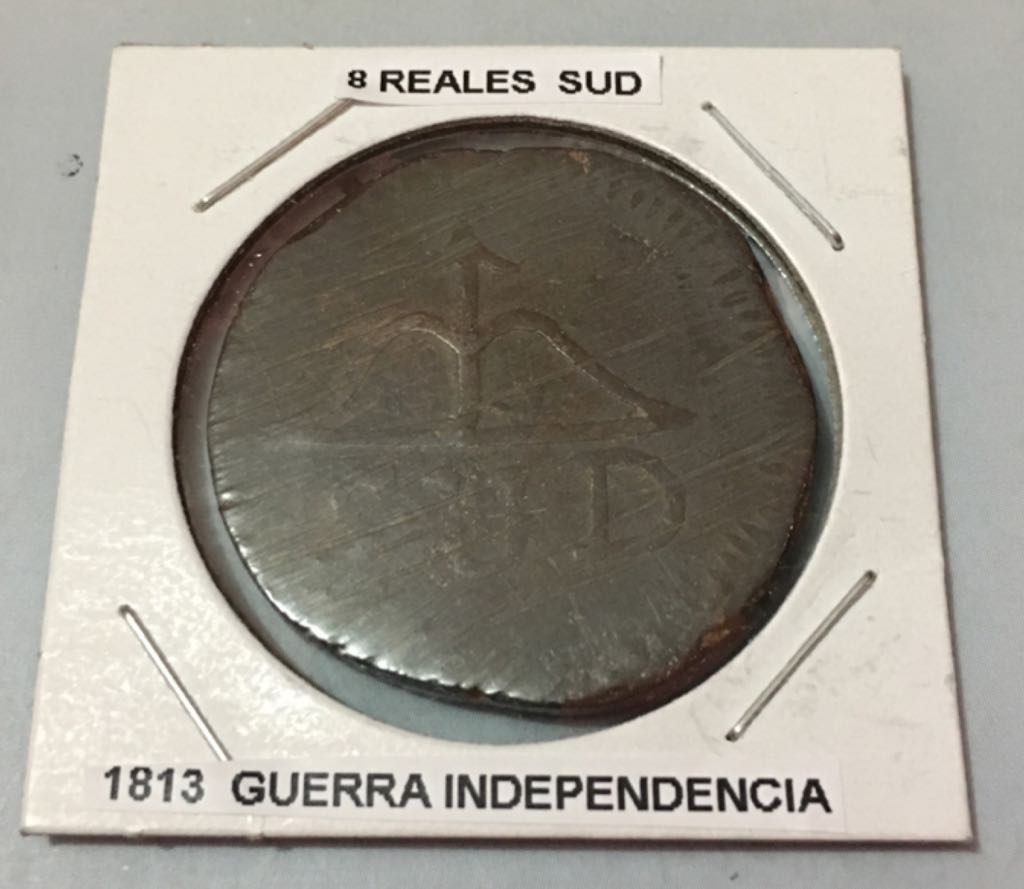 8 REALES SUD
D
1813 GUERRA INDEPENDENCIA